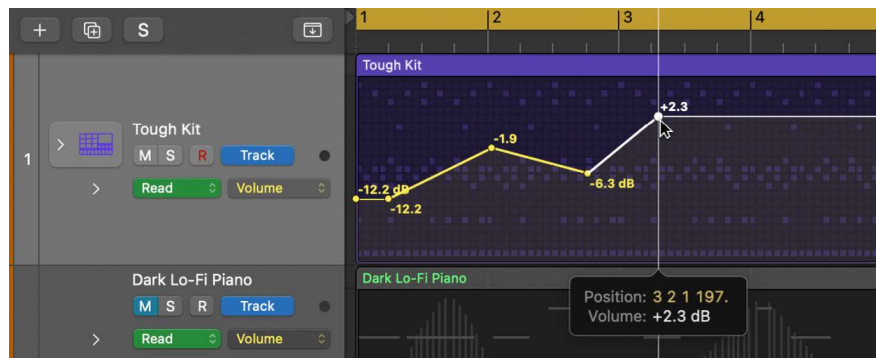 + S
1 2 3 4
Tough Kit
1
Tough Kit
M S R Track
Read Volume
-12.2 dB
-12.2
-1.9
-6.3 dB
+2.3
Dark Lo-Fi Piano
M S R Track
Read Volume
Dark Lo-Fi Piano
Position: 3 2 1 197.
Volume: +2.3 dB